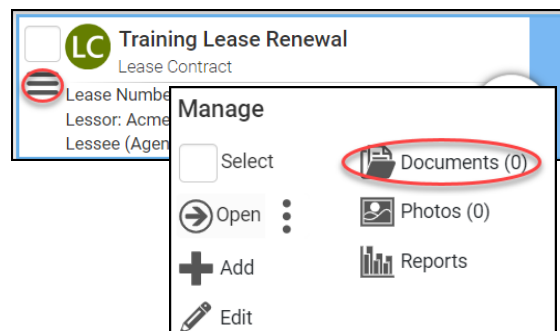 LC Training Lease Renewal
Lease Contract
Lease Numbe
Lessor: Acme
Lessee (Agen
Manage
Select
Documents (0)
Open
Photos (0)
Add
Reports
Edit